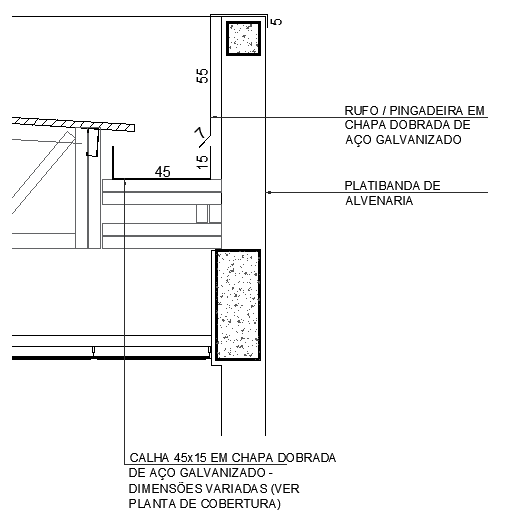 5
55
RUFO / PINGADEIRA EM
CHAPA DOBRADA DE
AÇO GALVANIZADO
7
15
45
PLATIBANDA DE
ALVENARIA
CALHA 45x15 EM CHAPA DOBRADA
DE AÇO GALVANIZADO -
DIMENSÕES VARIADAS (VER
PLANTA DE COBERTURA)